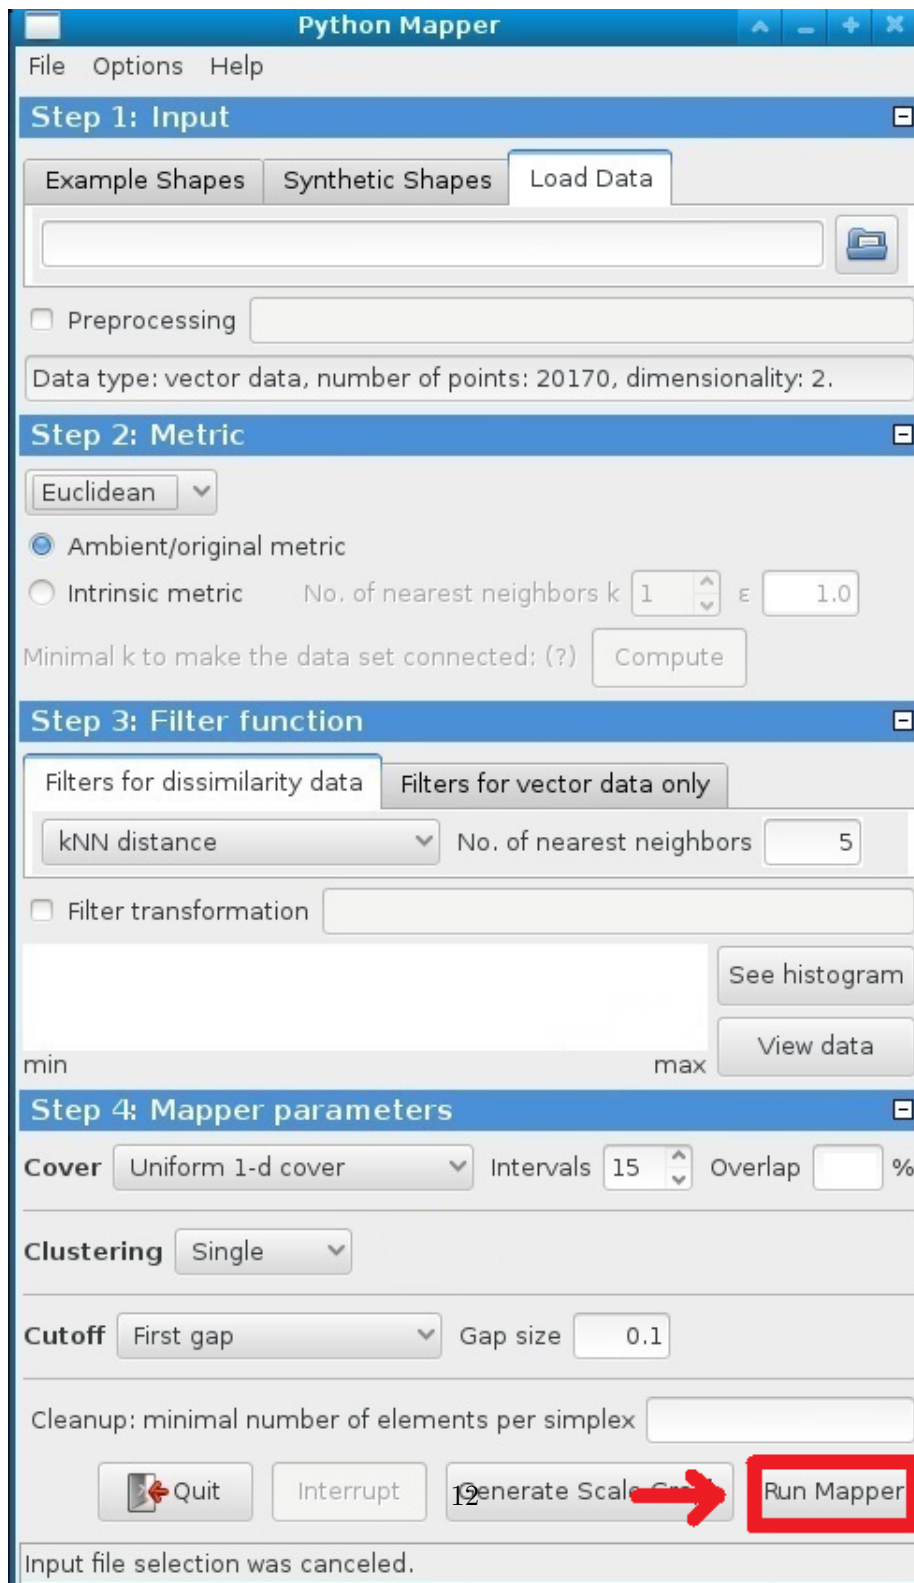 Python Mapper
File Options Help
Step 1: Input
Example Shapes Synthetic Shapes Load Data
Preprocessing
Data type: vector data, number of points: 20170, dimensionality: 2.
Step 2: Metric
Euclidean
Ambient/original metric
Intrinsic metric No. of nearest neighbors k 1 ε 1.0
Minimal k to make the data set connected: (?) Compute
Step 3: Filter function
Filters for dissimilarity data Filters for vector data only
kNN distance No. of nearest neighbors 5
Filter transformation
See histogram
View data
min max
Step 4: Mapper parameters
Cover Uniform 1-d cover Intervals 15 Overlap %
Clustering Single
Cutoff First gap Gap size 0.1
Cleanup: minimal number of elements per simplex
Quit Interrupt 12 Generate Scale Run Mapper
Input file selection was canceled.